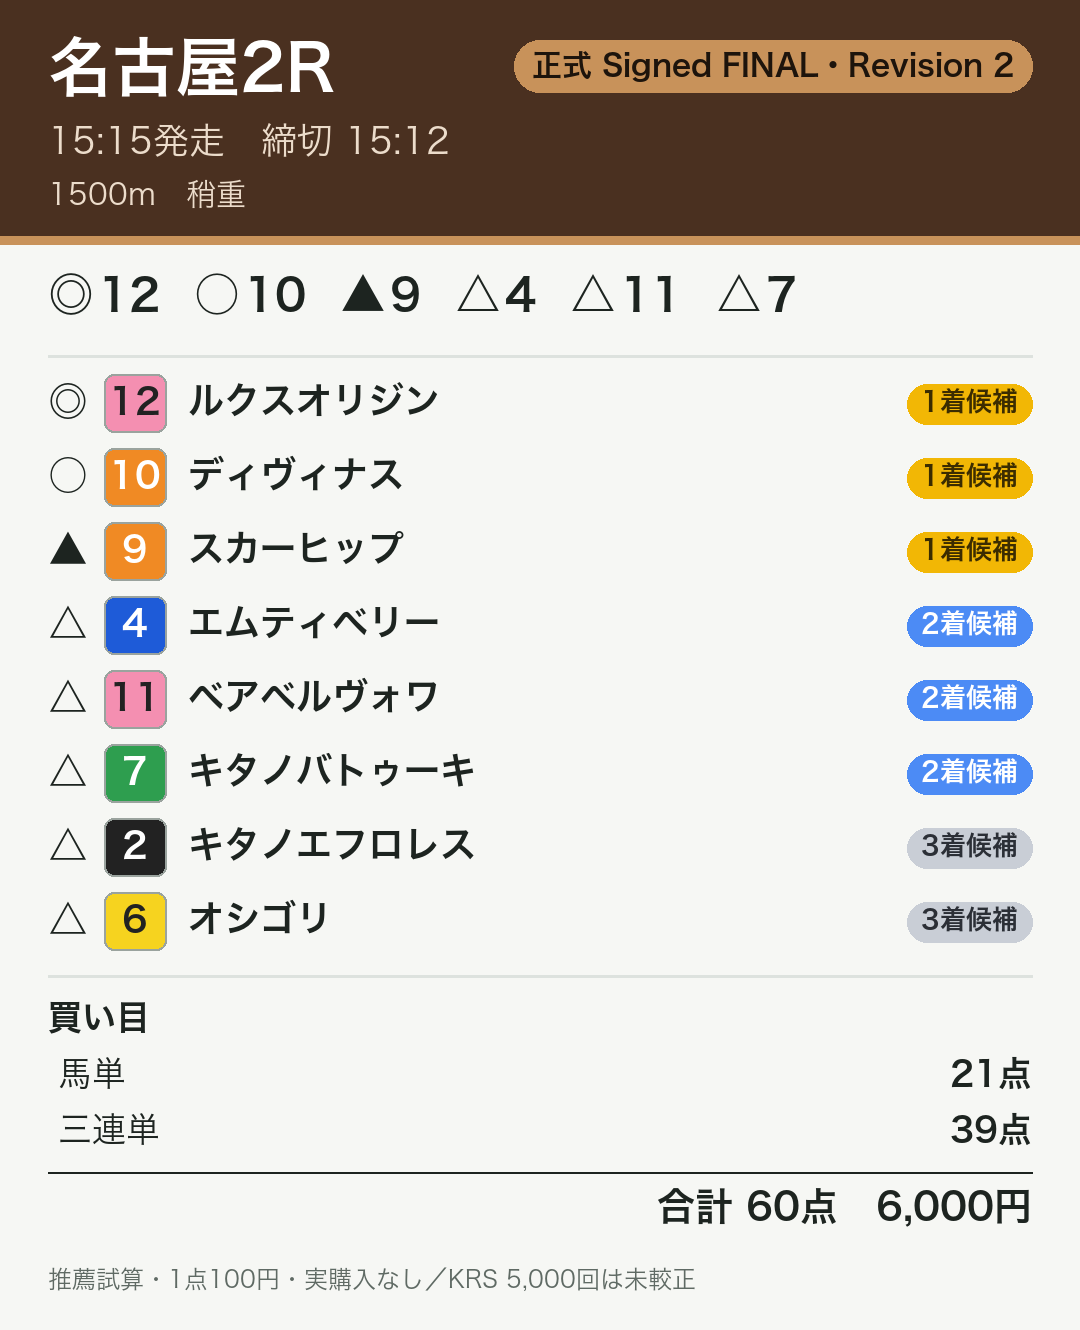 名古屋2R
正式 Signed FINAL・Revision 2
15:15発走　締切 15:12
1500m　稍重
◎12 ○10 ▲9 △4 △11 △7
◎ 12 ルクスオリジン 1着候補
○ 10 ディヴィナス 1着候補
▲ 9 スカーヒップ 1着候補
△ 4 エムティベリー 2着候補
△ 11 ベアベルヴォワ 2着候補
△ 7 キタノバトゥーキ 2着候補
△ 2 キタノエフロレス 3着候補
△ 6 オシゴリ 3着候補
買い目
馬単 21点
三連単 39点
合計 60点　6,000円
推薦試算・1点100円・実購入なし／KRS 5,000回は未較正